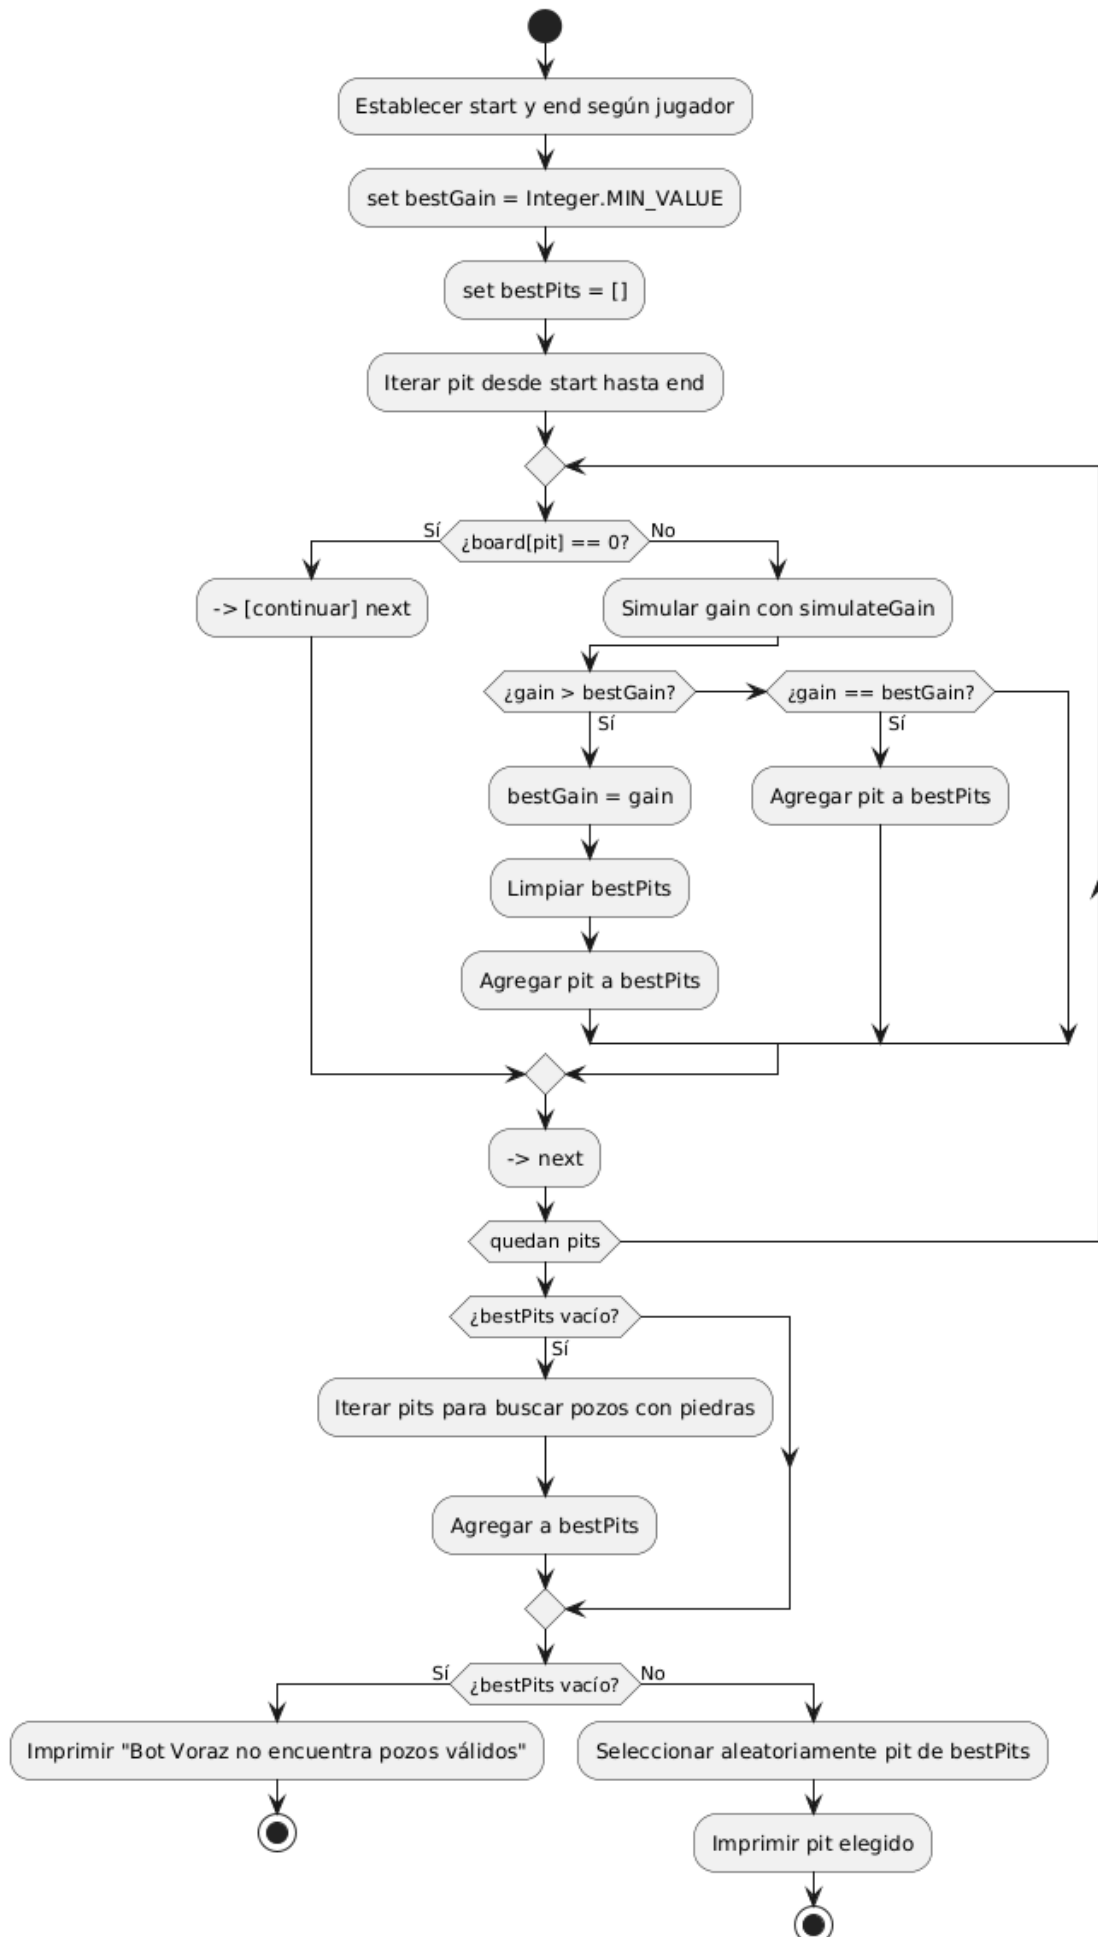 Establecer start y end según jugador
set bestGain = Integer.MIN_VALUE
set bestPits = []
Iterar pit desde start hasta end
Sí
¿board[pit] == 0?
No
-> [continuar] next
Simular gain con simulateGain
¿gain > bestGain?
¿gain == bestGain?
Sí
Sí
bestGain = gain
Agregar pit a bestPits
Limpiar bestPits
Agregar pit a bestPits
-> next
quedan pits
¿bestPits vacío?
Sí
Iterar pits para buscar pozos con piedras
Agregar a bestPits
Sí
¿bestPits vacío?
No
Imprimir "Bot Voraz no encuentra pozos válidos"
Seleccionar aleatoriamente pit de bestPits
Imprimir pit elegido